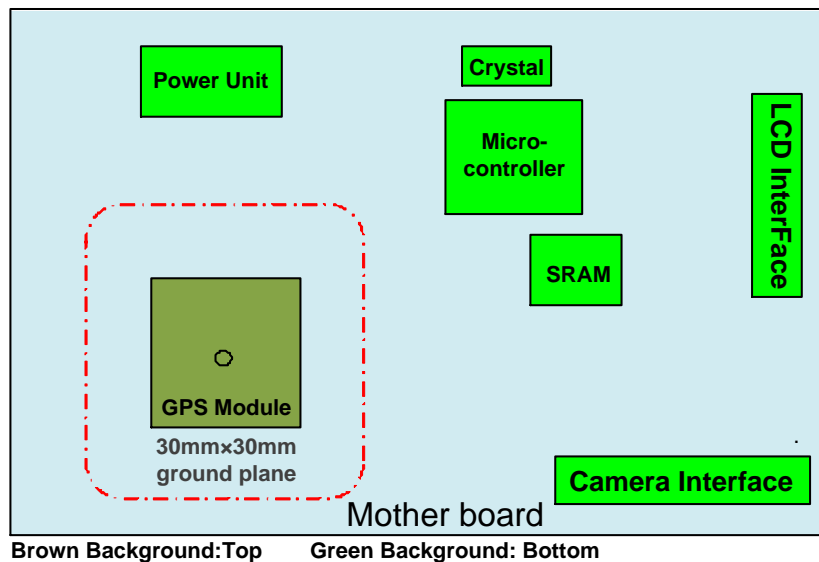 Power Unit
Crystal
Micro-
controller
LCD InterFace
SRAM
GPS Module
30mm×30mm
ground plane
Camera Interface
Mother board
Brown Background:Top Green Background: Bottom